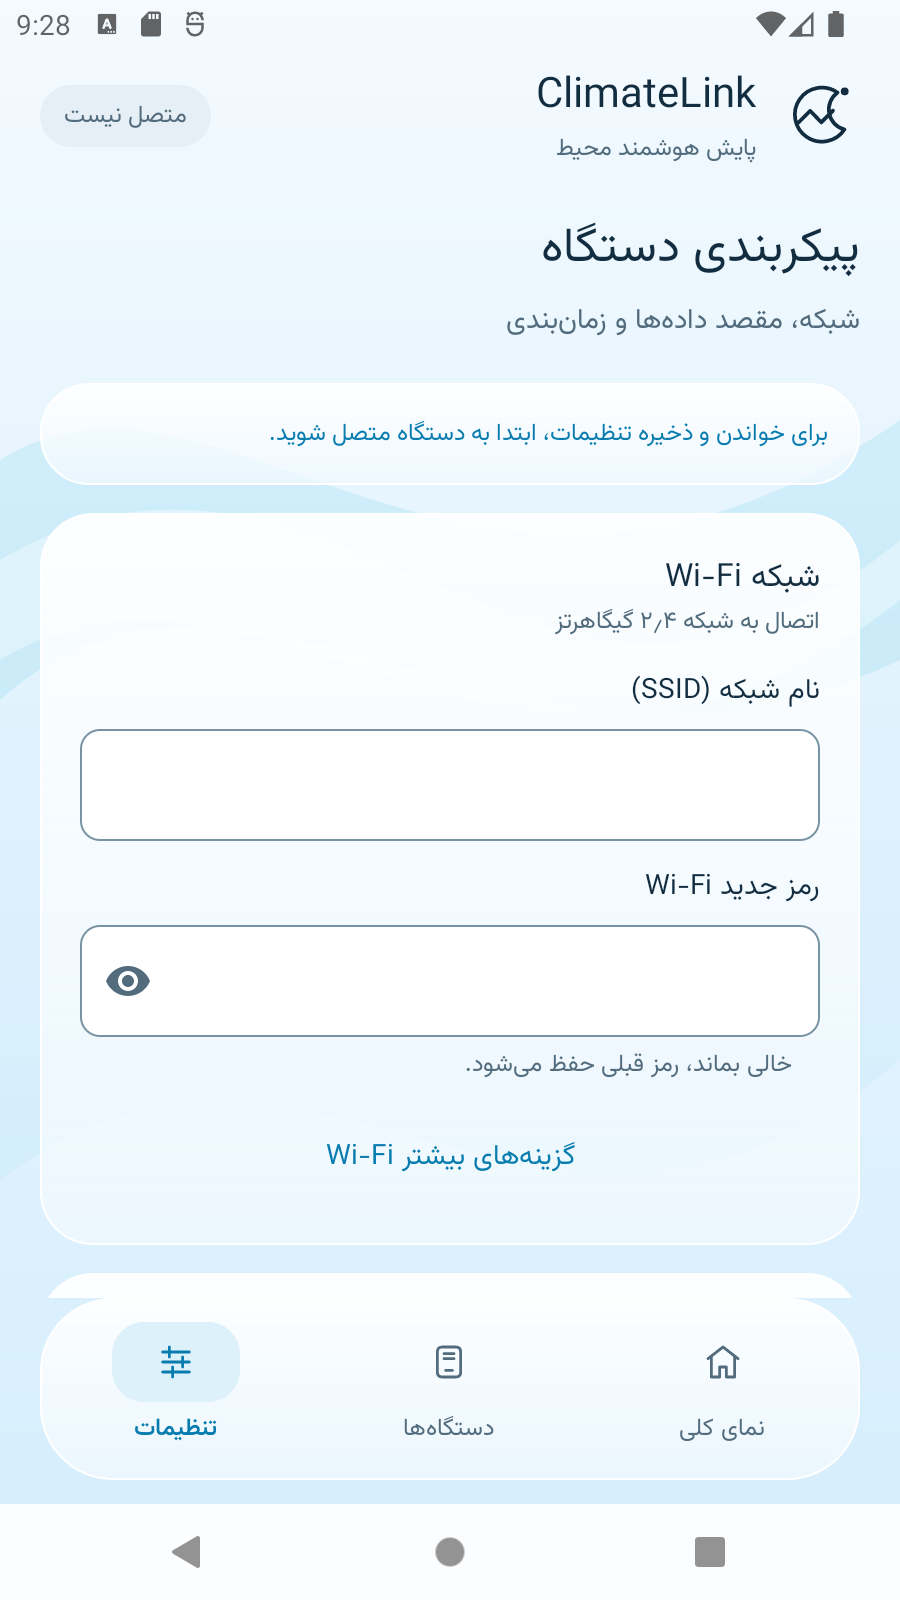 9:28
ClimateLink
پایش هوشمند محیط
متصل نیست
پیکربندی دستگاه
شبکه، مقصد داده‌ها و زمان‌بندی
برای خواندن و ذخیره تنظیمات، ابتدا به دستگاه متصل شوید.
شبکه Wi-Fi
اتصال به شبکه ۲٫۴ گیگاهرتز
نام شبکه (SSID)
رمز جدید Wi-Fi
خالی بماند، رمز قبلی حفظ می‌شود.
گزینه‌های بیشتر Wi-Fi
نمای کلی
دستگاه‌ها
تنظیمات